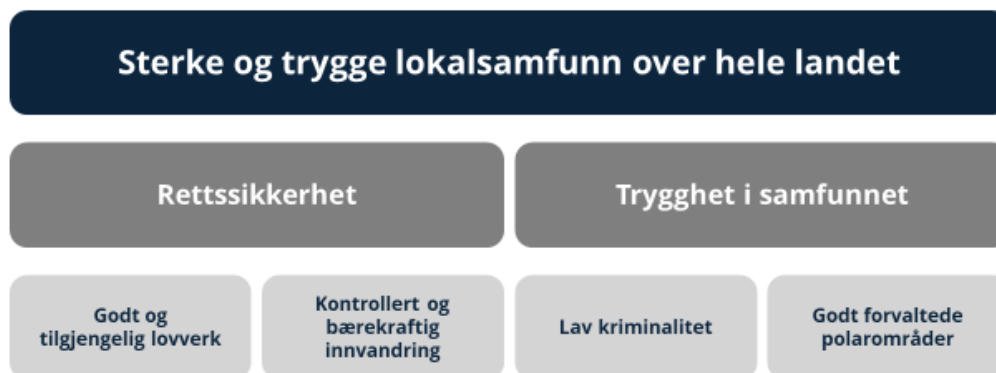 Sterke og trygge lokalsamfunn over hele landet
Rettssikkerhet
Trygghet i samfunnet
Godt og
tilgjengelig lovverk
Kontrollert og
bærekraftig
innvandring
Lav kriminalitet
Godt forvaltede
polarområder